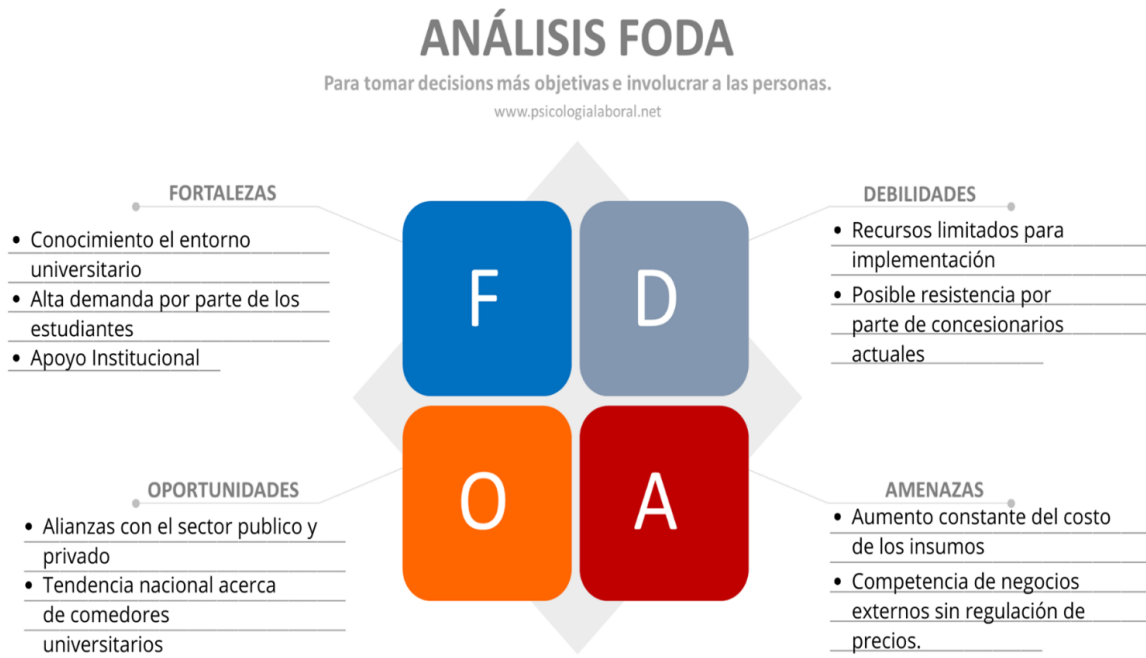 ANÁLISIS FODA
Para tomar decisions más objetivas e involucrar a las personas.
www.psicologialaboral.net
FORTALEZAS
• Conocimiento el entorno
universitario
• Alta demanda por parte de los
estudiantes
• Apoyo Institucional
F
D
DEBILIDADES
• Recursos limitados para
implementación
• Posible resistencia por
parte de concesionarios
actuales
OPORTUNIDADES
• Alianzas con el sector publico y
privado
• Tendencia nacional acerca
de comedores
universitarios
O
A
AMENAZAS
• Aumento constante del costo
de los insumos
• Competencia de negocios
externos sin regulación de
precios.